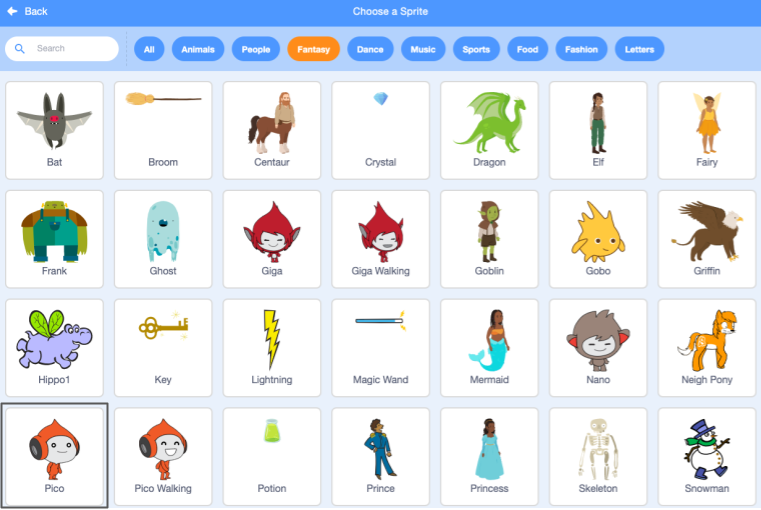 Back
Choose a Sprite
Search
All
Animals
People
Fantasy
Dance
Music
Sports
Food
Fashion
Letters
Bat
Broom
Centaur
Crystal
Dragon
Elf
Fairy
Frank
Ghost
Giga
Giga Walking
Goblin
Gobo
Griffin
Hippo1
Key
Lightning
Magic Wand
Mermaid
Nano
Neigh Pony
Pico
Pico Walking
Potion
Prince
Princess
Skeleton
Snowman